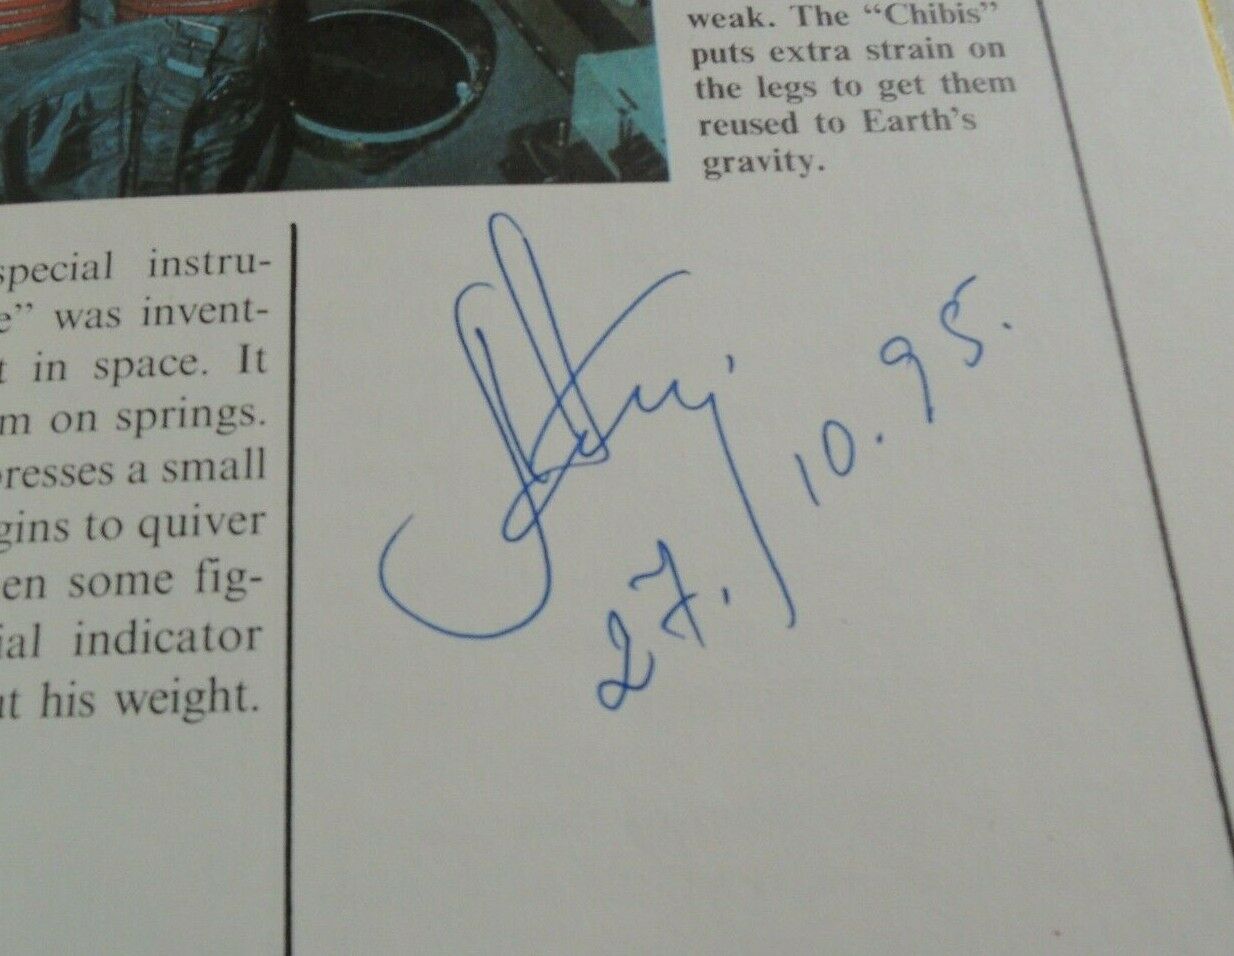 weak. The “Chibis”
puts extra strain on
the legs to get them
reused to Earth’s
gravity.
special instru-
e” was invent-
t in space. It
m on springs.
presses a small
gins to quiver
en some fig-
ial indicator
ut his weight.
27. 10. 95.